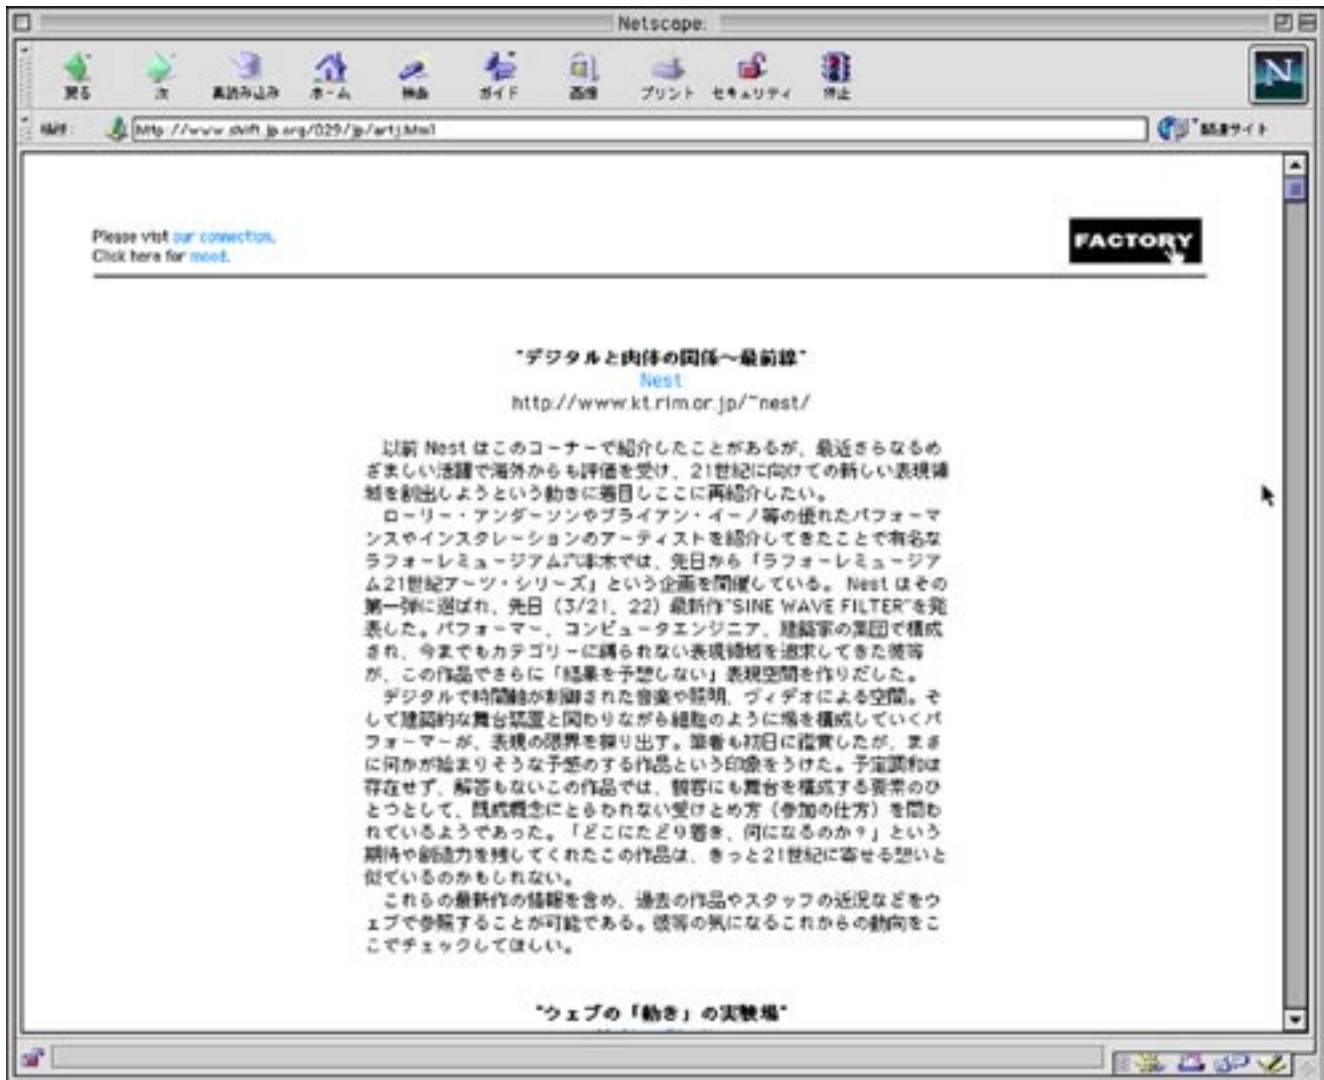 Netscape:
戻る 次 再読み込み ホーム 検索 ガイド 画像 プリント セキュリティ 停止
http://www.shift.jp.org/029/jp/artj.html 関連サイト
Please visit our connection.
Click here for mood.
FACTORY
"デジタルと肉体の関係〜最前線"
Nest
http://www.kt.rim.or.jp/~nest/
以前 Nest はこのコーナーで紹介したことがあるが、最近さらなるめ
ざましい活躍で海外からも評価を受け、21世紀に向けての新しい表現領
域を創出しようという動きに着目しここに再紹介したい。
ローリー・アンダーソンやブライアン・イーノ等の優れたパフォーマ
ンスやインスタレーションのアーティストを紹介してきたことで有名な
ラフォーレミュージアム六本木では、先日から「ラフォーレミュージア
ム21世紀アーツ・シリーズ」という企画を開催している。 Nest はその
第一弾に選ばれ、先日（3/21、22）最新作"SINE WAVE FILTER"を発
表した。パフォーマー、コンピュータエンジニア、建築家の集団で構成
され、今までもカテゴリーに縛られない表現領域を追求してきた彼等
が、この作品でさらに「結果を予想しない」表現空間を作りだした。
デジタルで時間軸が制御された音楽や照明、ヴィデオによる空間。そ
して建築的な舞台装置と関わりながら細胞のように場を構成していくパ
フォーマーが、表現の限界を探り出す。筆者も初日に鑑賞したが、まさ
に何かが始まりそうな予感のする作品という印象をうけた。予定調和は
存在せず、解答もないこの作品では、観客にも舞台を構成する要素のひ
とつとして、既成概念にとらわれない受けとめ方（参加の仕方）を問わ
れているようであった。「どこにたどり着き、何になるのか？」という
期待や創造力を残してくれたこの作品は、きっと21世紀に寄せる想いと
似ているのかもしれない。
これらの最新作の情報を含め、過去の作品やスタッフの近況などをウ
ェブで参照することが可能である。彼等の気になるこれからの動向をこ
こでチェックしてほしい。
"ウェブの「動き」の実験場"